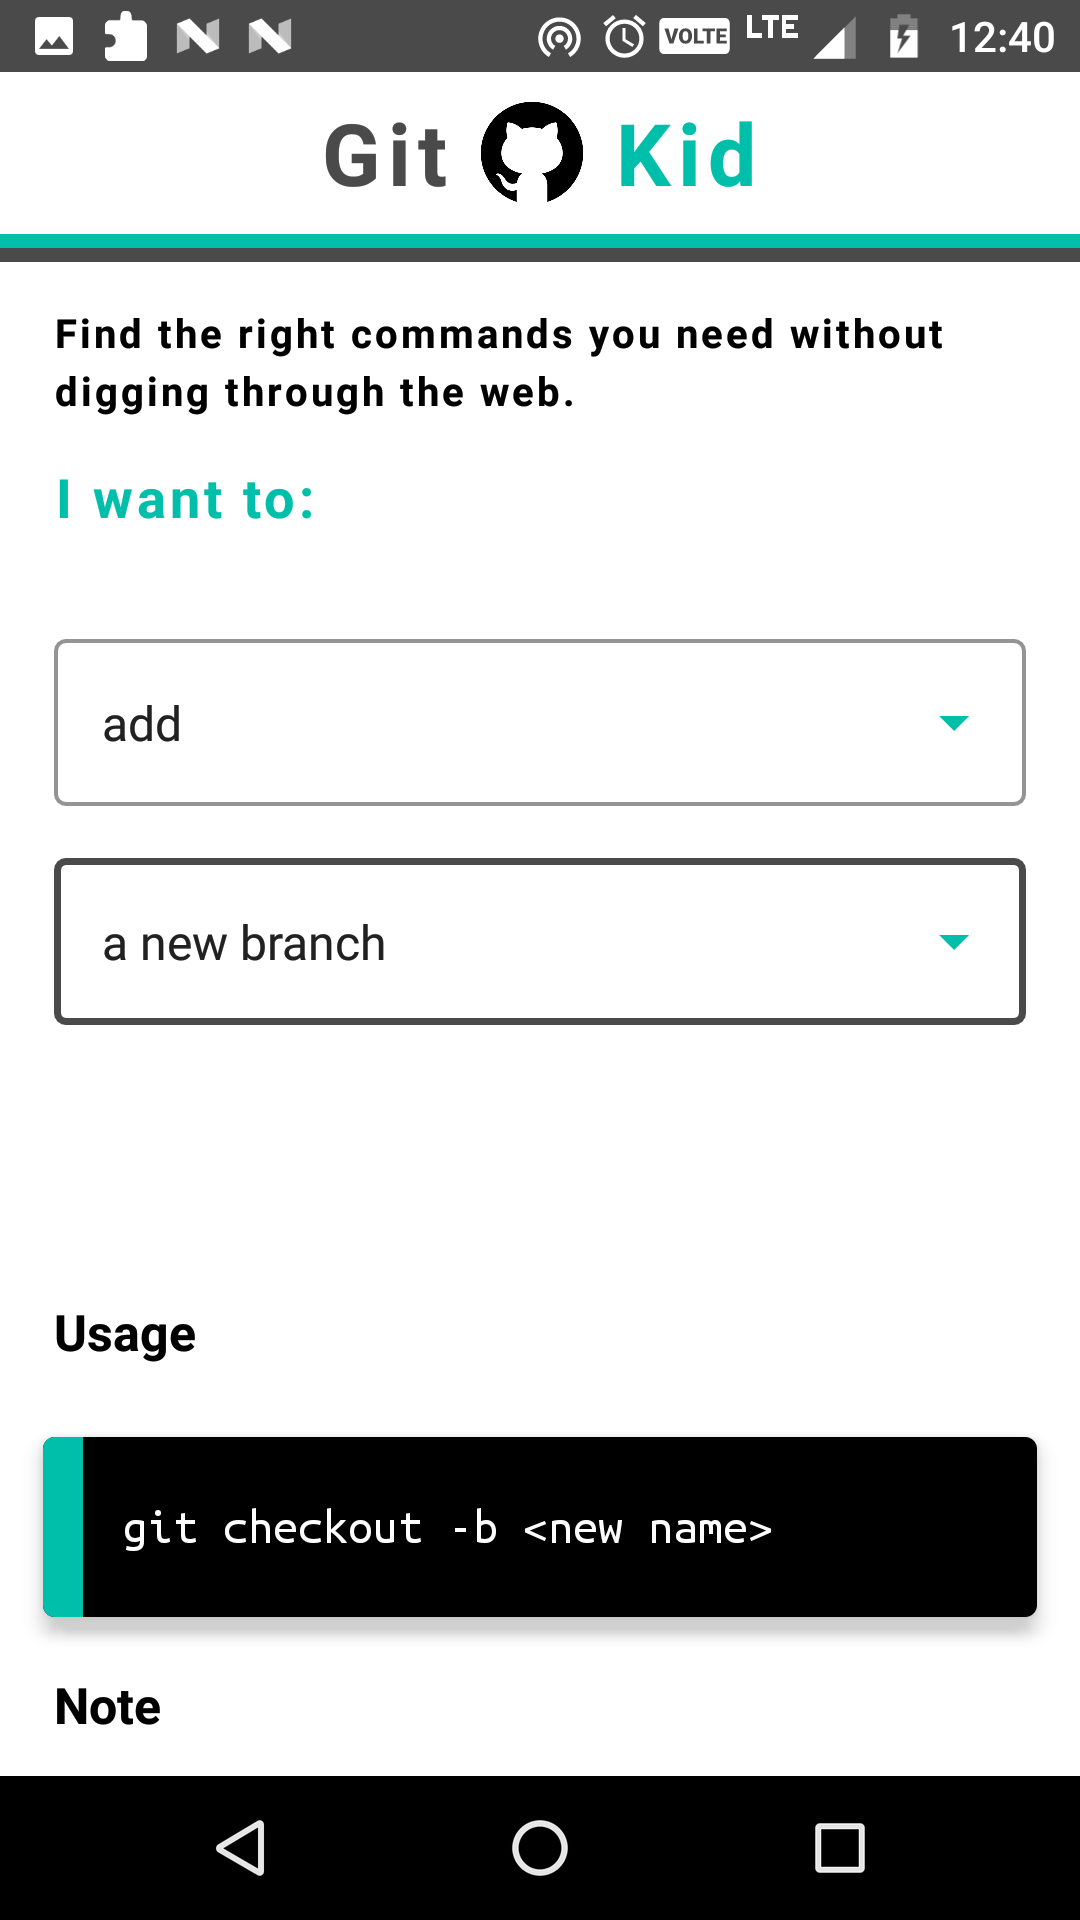 VOLTE LTE 12:40
Git Kid
Find the right commands you need without
digging through the web.
I want to:
add
a new branch
Usage
git checkout -b <new name>
Note